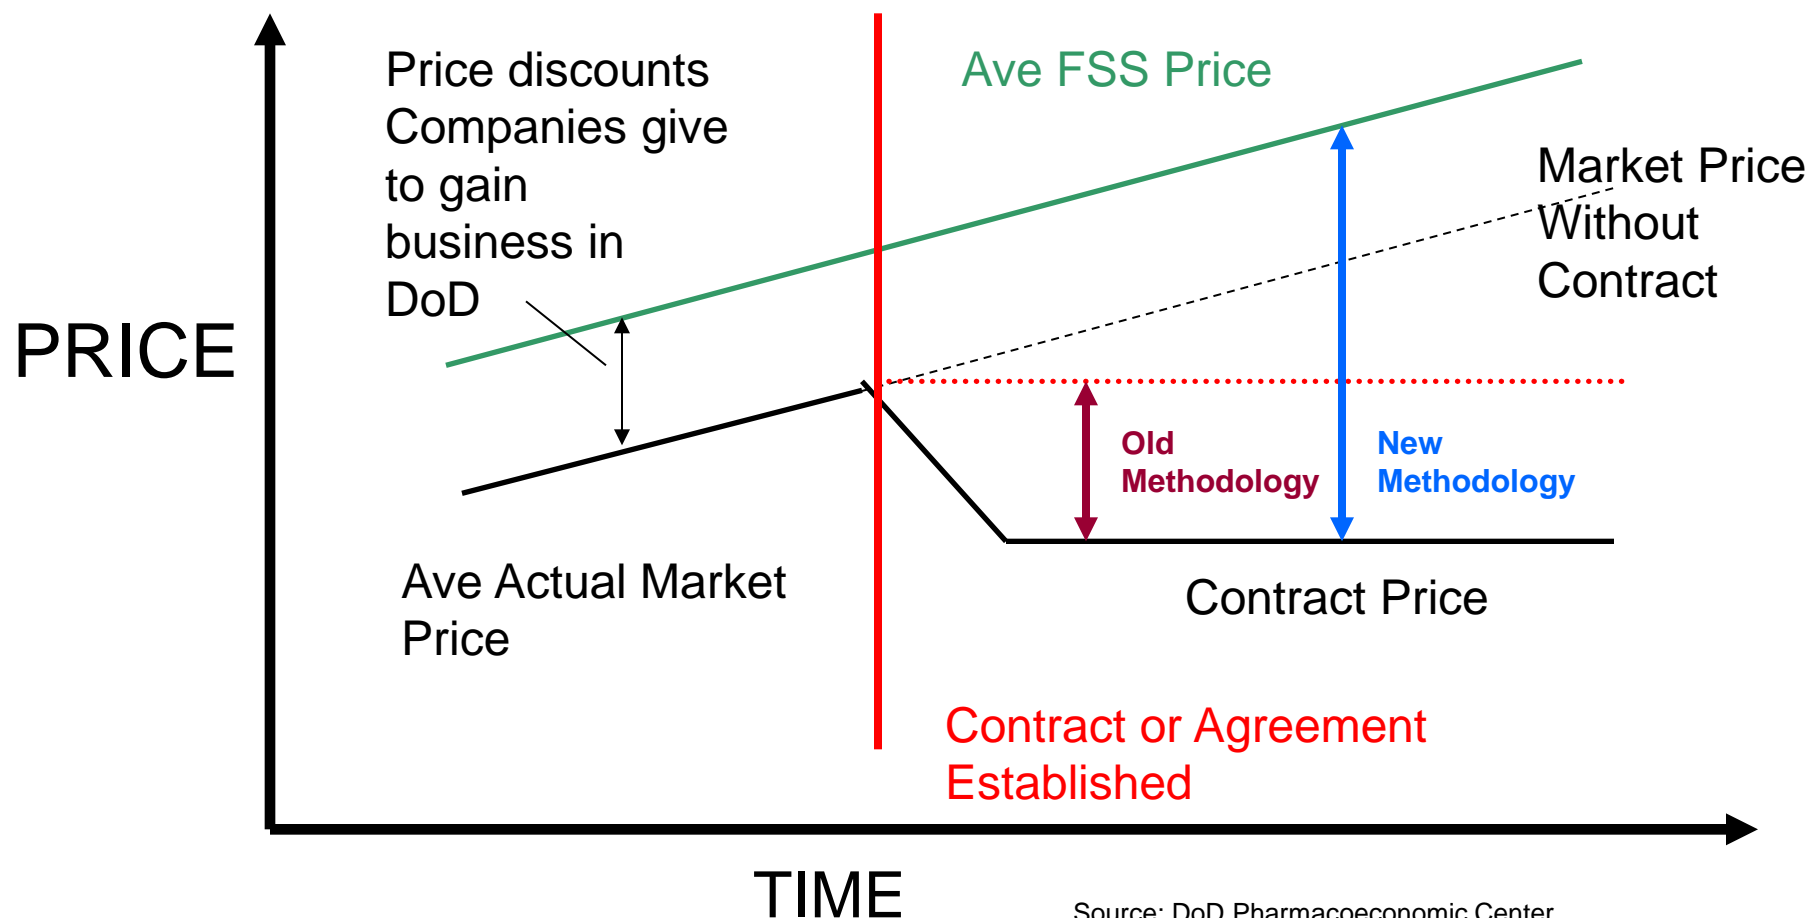 Price discounts
Companies give
to gain
business in
DoD
Ave FSS Price
Market Price
Without
Contract
PRICE
Old
Methodology
New
Methodology
Ave Actual Market
Price
Contract Price
Contract or Agreement
Established
TIME
Source: DoD Pharmacoeconomic Center